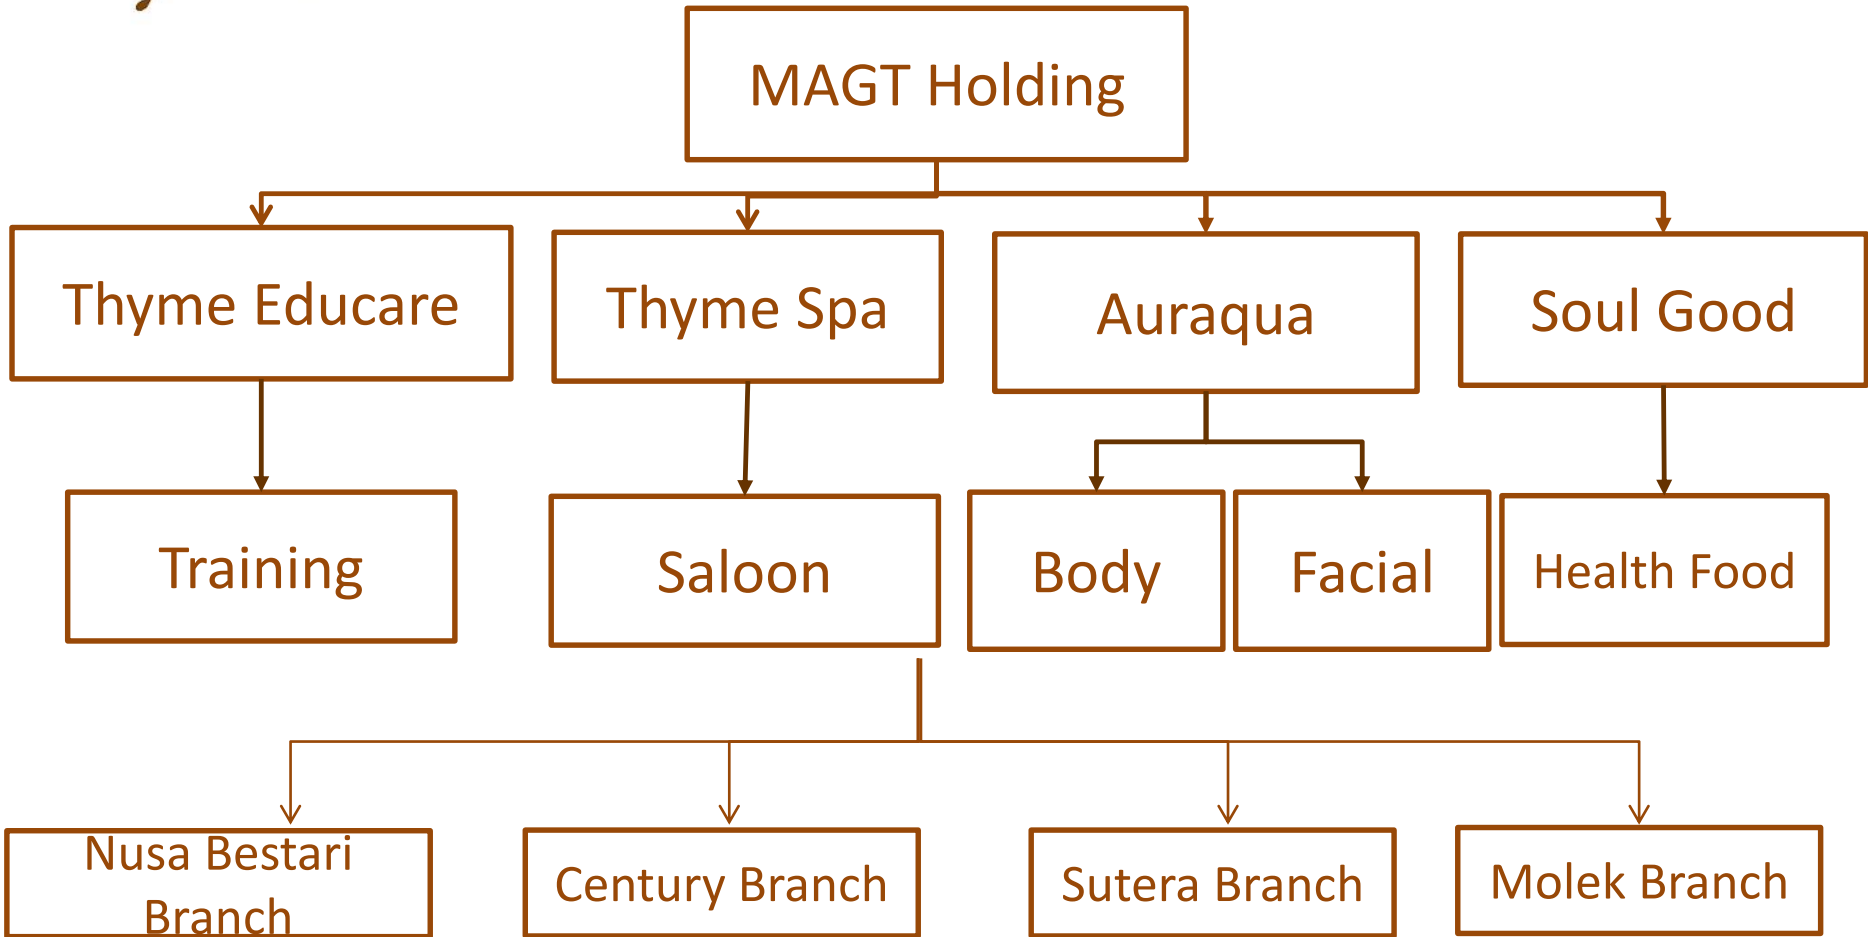 MAGT Holding
Thyme Educare
Thyme Spa
Auraqua
Soul Good
Training
Saloon
Body
Facial
Health Food
Nusa Bestari
Branch
Century Branch
Sutera Branch
Molek Branch